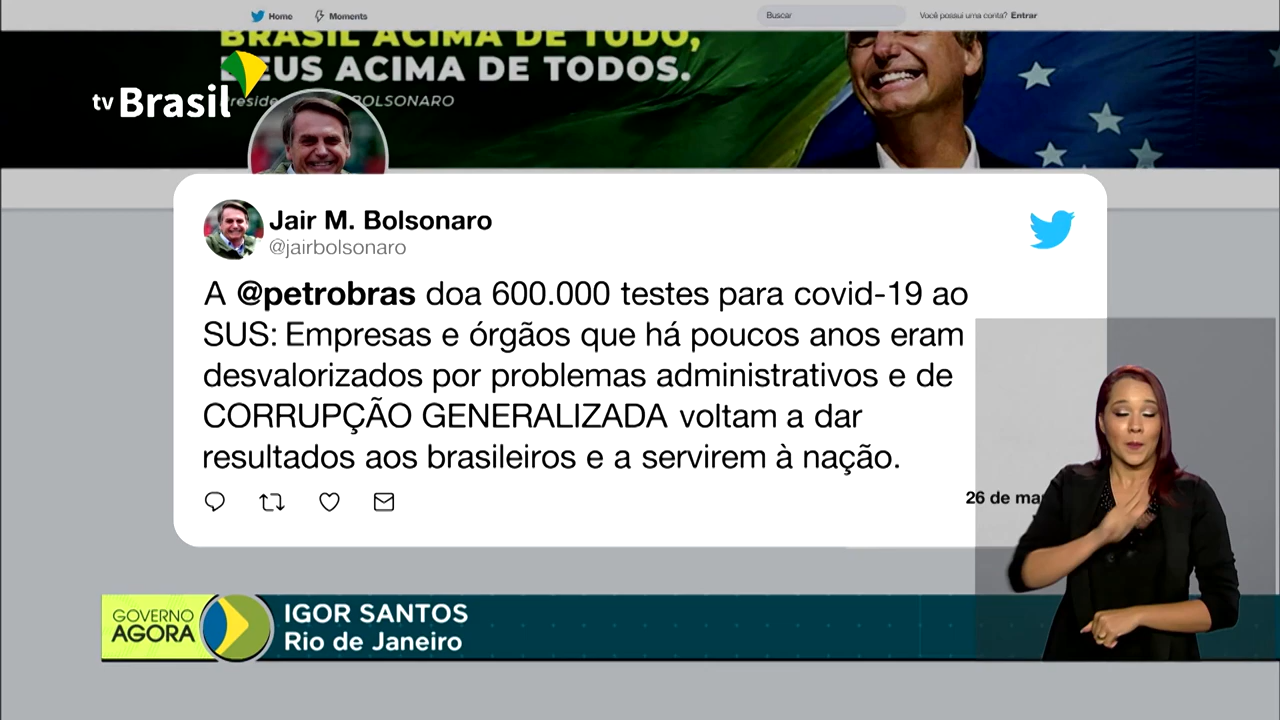 Home Moments Buscar Você possui uma conta? Entrar
BRASIL ACIMA DE TUDO,
DEUS ACIMA DE TODOS.
BOLSONARO
tv Brasil
Jair M. Bolsonaro
@jairbolsonaro
A @petrobras doa 600.000 testes para covid-19 ao
SUS: Empresas e órgãos que há poucos anos eram
desvalorizados por problemas administrativos e de
CORRUPÇÃO GENERALIZADA voltam a dar
resultados aos brasileiros e a servirem à nação.
26 de mar
GOVERNO
AGORA
IGOR SANTOS
Rio de Janeiro